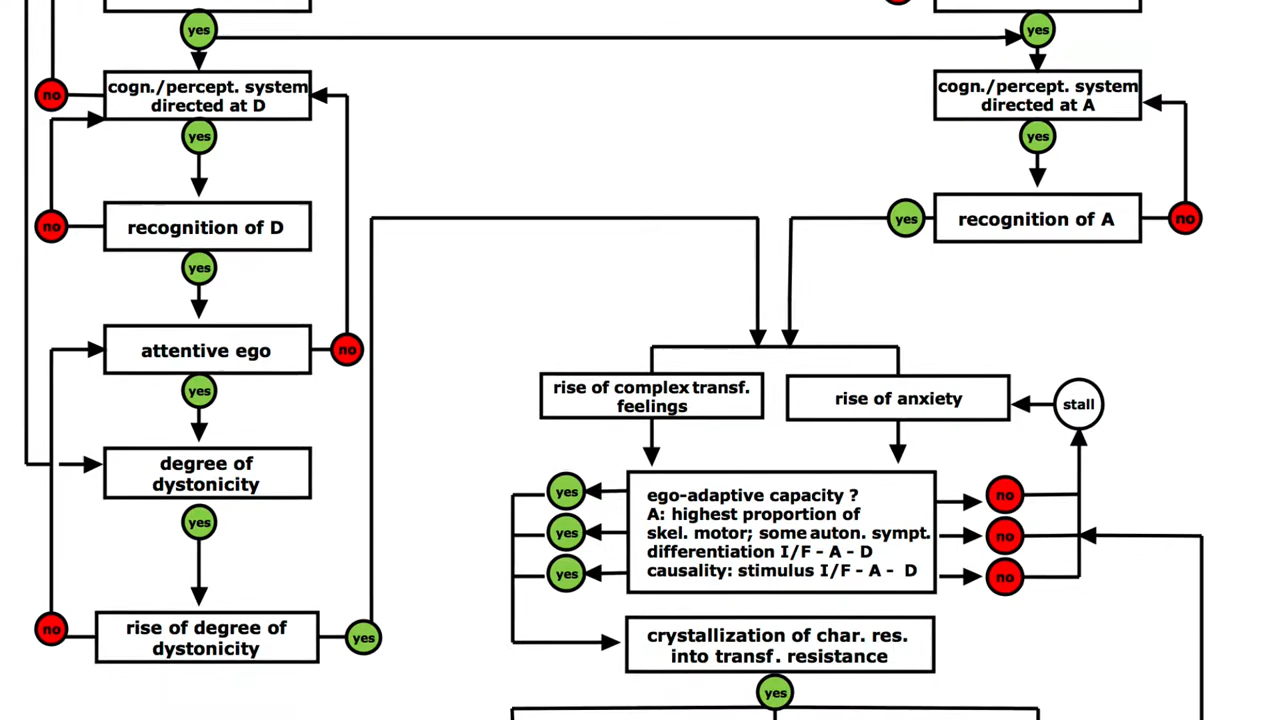 yes
yes
no
cogn./percept. system
directed at D
cogn./percept. system
directed at A
yes
yes
no
recognition of D
yes
recognition of A
no
yes
attentive ego
no
yes
rise of complex transf.
feelings
rise of anxiety
stall
degree of
dystonicity
yes
yes
yes
yes
ego-adaptive capacity ?
A: highest proportion of
skel. motor; some auton. sympt.
differentiation I/F - A - D
causality: stimulus I/F - A - D
no
no
no
no
rise of degree of
dystonicity
yes
crystallization of char. res.
into transf. resistance
yes